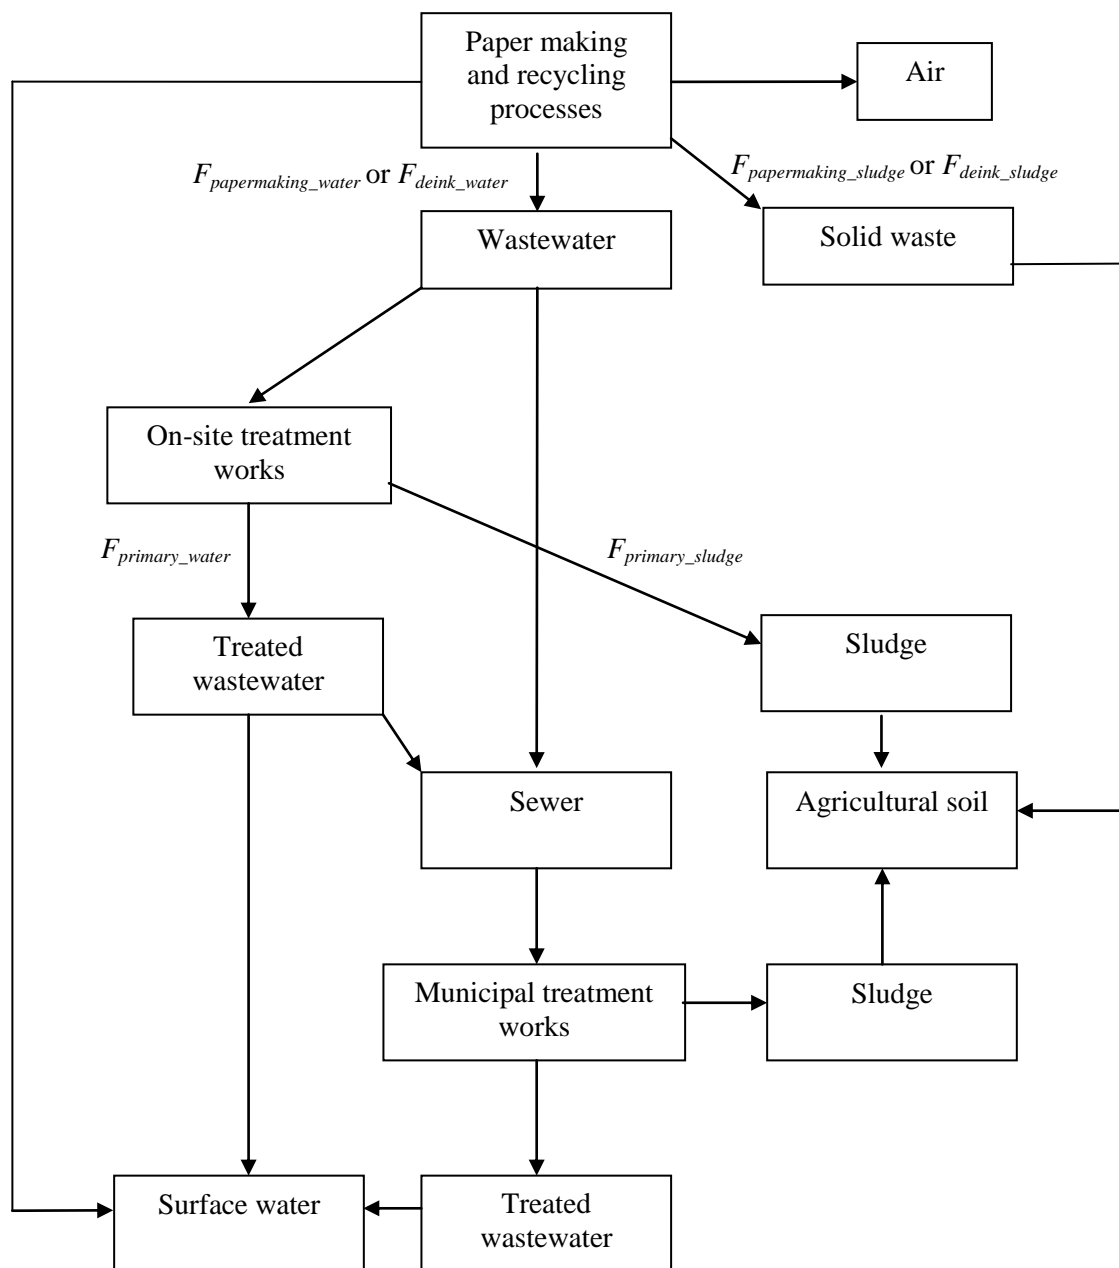 Paper making
and recycling
processes
Air
F_papermaking_water or F_deink_water
F_papermaking_sludge or F_deink_sludge
Wastewater
Solid waste
On-site treatment
works
F_primary_water
F_primary_sludge
Treated
wastewater
Sludge
Sewer
Agricultural soil
Municipal treatment
works
Sludge
Surface water
Treated
wastewater